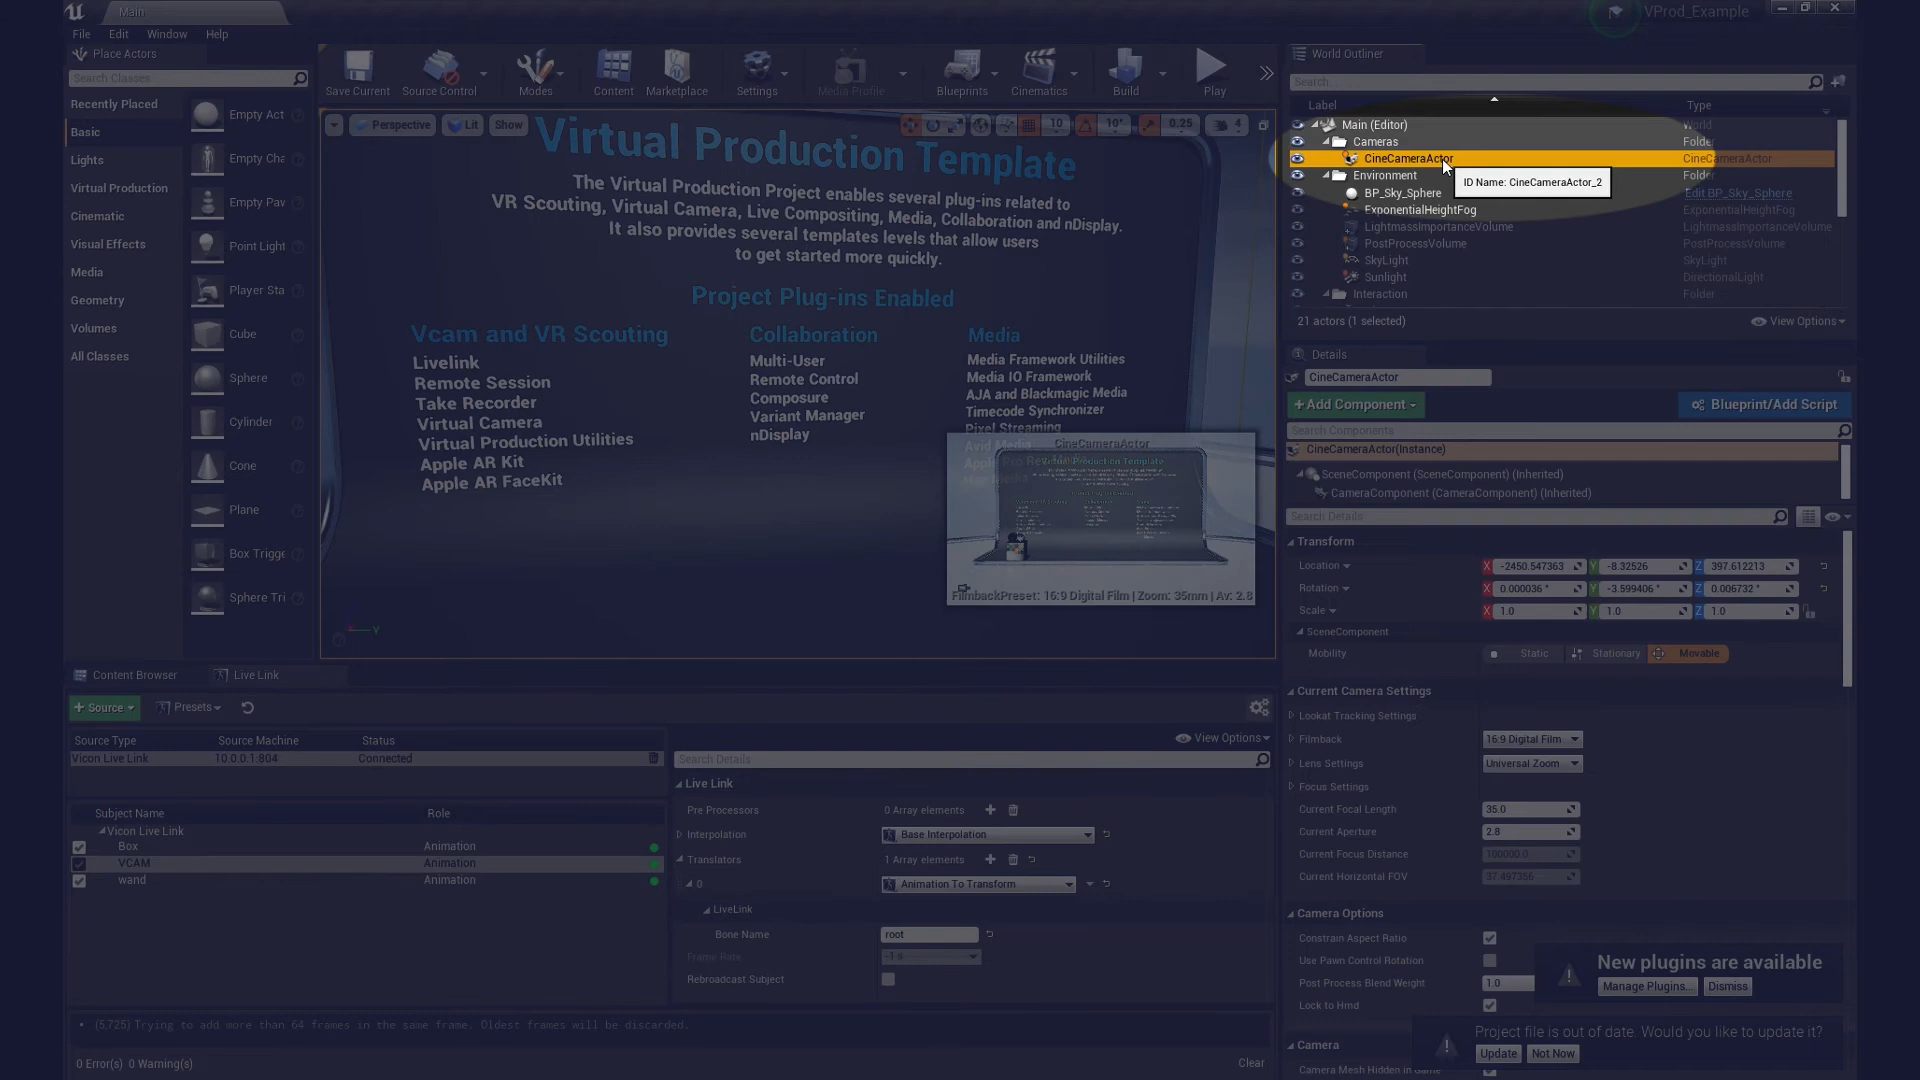 Main
VProd_Example
File Edit Window Help
Place Actors
Search Classes
Recently Placed
Basic
Lights
Virtual Production
Cinematic
Visual Effects
Media
Geometry
Volumes
All Classes
Empty Act
Empty Cha
Empty Pav
Point Light
Player Sta
Cube
Sphere
Cylinder
Cone
Plane
Box Trigge
Sphere Tri
Save Current Source Control Modes Content Marketplace Settings Media Profile Blueprints Cinematics Build Play
Perspective Lit Show 10 10° 0.25 4
Virtual Production Template
The Virtual Production Project enables several plug-ins related to
VR Scouting, Virtual Camera, Live Compositing, Media, Collaboration and nDisplay.
It also provides several templates levels that allow users
to get started more quickly.
Project Plug-ins Enabled
Vcam and VR Scouting
Livelink
Remote Session
Take Recorder
Virtual Camera
Virtual Production Utilities
Apple AR Kit
Apple AR FaceKit
Collaboration
Multi-User
Remote Control
Composure
Variant Manager
nDisplay
Media
Media Framework Utilities
Media IO Framework
AJA and Blackmagic Media
Timecode Synchronizer
Pixel Streaming
Avid Media
CineCameraActor
Virtual Production Template
FilmbackPreset: 16:9 Digital Film | Zoom: 35mm | Av: 2.8
Y
World Outliner
Search...
Label Type
Main (Editor) World
Cameras Folder
CineCameraActor CineCameraActor
ID Name: CineCameraActor_2
Environment Folder
BP_Sky_Sphere Edit BP_Sky_Sphere
ExponentialHeightFog ExponentialHeightFog
LightmassImportanceVolume LightmassImportanceVolume
PostProcessVolume PostProcessVolume
SkyLight SkyLight
Sunlight DirectionalLight
Interaction Folder
21 actors (1 selected) View Options
Details
CineCameraActor
+Add Component Blueprint/Add Script
Search Components
CineCameraActor(Instance)
SceneComponent (SceneComponent) (Inherited)
CameraComponent (CameraComponent) (Inherited)
Search Details
Transform
Location X -2450.547363 Y -8.32526 Z 397.612213
Rotation X 0.000036 ° Y -3.599406 ° Z 0.006732 °
Scale X 1.0 Y 1.0 Z 1.0
SceneComponent
Mobility Static Stationary Movable
Current Camera Settings
Lookat Tracking Settings
Filmback 16:9 Digital Film
Lens Settings Universal Zoom
Focus Settings
Current Focal Length 35.0
Current Aperture 2.8
Current Focus Distance 100000.0
Current Horizontal FOV 37.497356
Camera Options
Constrain Aspect Ratio
Use Pawn Control Rotation
Post Process Blend Weight 1.0
Lock to Hmd
Camera
Camera Mesh Hidden in Game
New plugins are available
Manage Plugins... Dismiss
Project file is out of date. Would you like to update it?
Update Not Now
Content Browser Live Link
+ Source Presets
Source Type Source Machine Status
Vicon Live Link 10.0.0.1:804 Connected
Subject Name Role
Vicon Live Link
Box Animation
VCAM Animation
wand Animation
View Options
Search Details
Live Link
Pre Processors 0 Array elements
Interpolation Base Interpolation
Translators 1 Array elements
0 Animation To Transform
LiveLink
Bone Name root
Frame Rate -1 s
Rebroadcast Subject
(5,725) Trying to add more than 64 frames in the same frame. Oldest frames will be discarded.
0 Error(s) 0 Warning(s) Clear